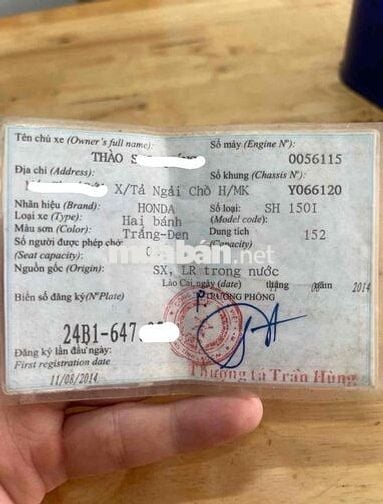 Tên chủ xe (Owner's full name): Số máy (Engine Nº):
THÀO S 0056115
Địa chỉ (Address): Số khung (Chassis Nº)
X/Tả Ngải Chồ H/MK Y066120
Nhãn hiệu (Brand): HONDA Số loại: SH 150I
Loại xe (Type): Hai bánh (Model code):
Màu sơn (Color): Trắng-Đen Dung tích 152
Số người được phép chở (Capacity)
(Seat capacity):
Nguồn gốc (Origin): SX, LR trong nước
Lào Cai, ngày (date) tháng năm 2014
Biển số đăng ký(Nº Plate) TRƯỞNG PHÒNG
24B1-647.
Đăng ký lần đầu ngày:
First registration date
11/08/2014
Thượng tá Trần Hùng
muaban.net